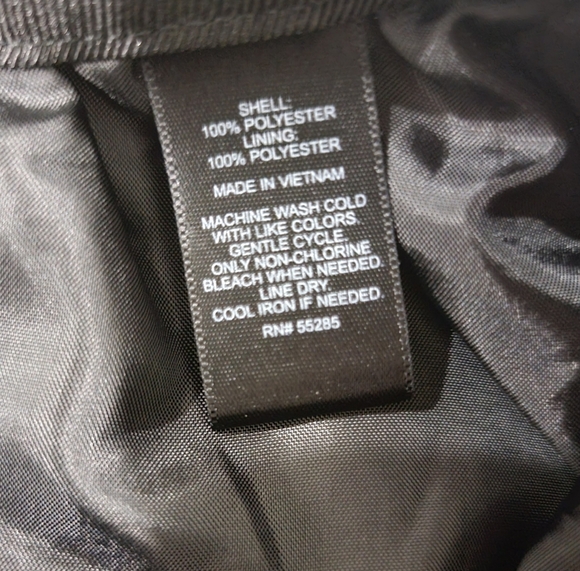 SHELL:
100% POLYESTER
LINING:
100% POLYESTER
MADE IN VIETNAM
MACHINE WASH COLD
WITH LIKE COLORS.
GENTLE CYCLE.
ONLY NON-CHLORINE
BLEACH WHEN NEEDED.
LINE DRY.
COOL IRON IF NEEDED.
RN# 55285